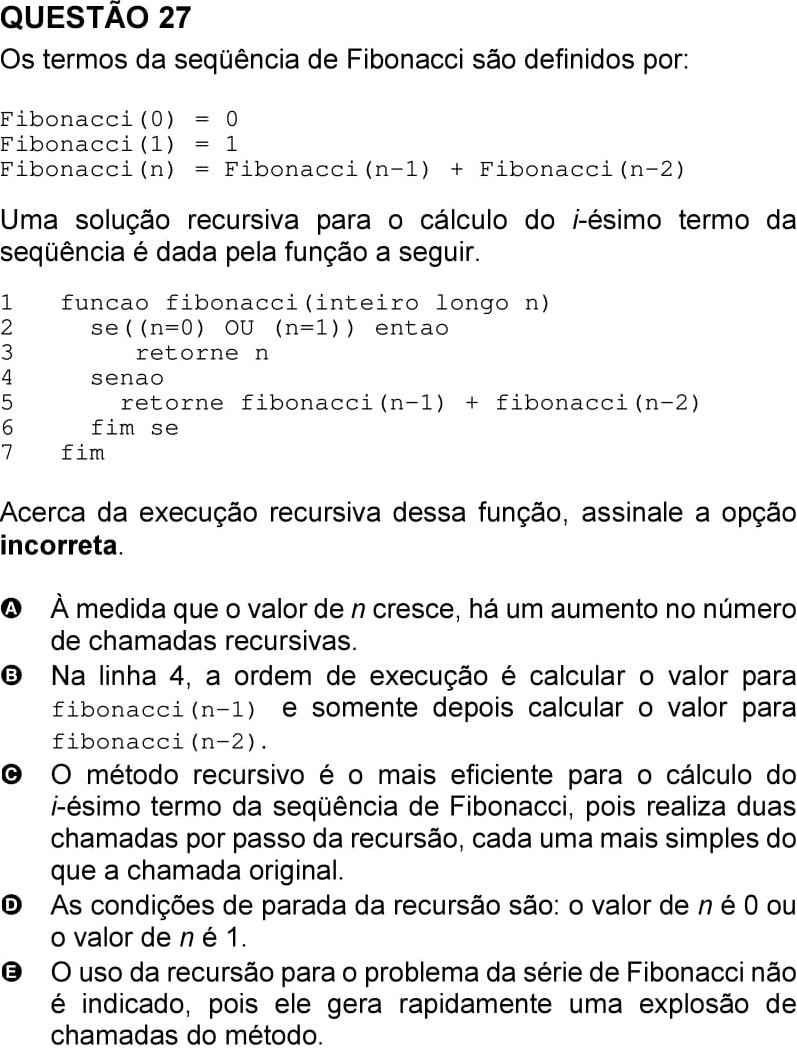 QUESTÃO 27
Os termos da seqüência de Fibonacci são definidos por:
Fibonacci(0) = 0
Fibonacci(1) = 1
Fibonacci(n) = Fibonacci(n-1) + Fibonacci(n-2)
Uma solução recursiva para o cálculo do i-ésimo termo da
seqüência é dada pela função a seguir.
1 funcao fibonacci(inteiro longo n)
2 se((n=0) OU (n=1)) entao
3 retorne n
4 senao
5 retorne fibonacci(n-1) + fibonacci(n-2)
6 fim se
7 fim
Acerca da execução recursiva dessa função, assinale a opção
incorreta.
A À medida que o valor de n cresce, há um aumento no número
de chamadas recursivas.
B Na linha 4, a ordem de execução é calcular o valor para
fibonacci(n-1) e somente depois calcular o valor para
fibonacci(n-2).
C O método recursivo é o mais eficiente para o cálculo do
i-ésimo termo da seqüência de Fibonacci, pois realiza duas
chamadas por passo da recursão, cada uma mais simples do
que a chamada original.
D As condições de parada da recursão são: o valor de n é 0 ou
o valor de n é 1.
E O uso da recursão para o problema da série de Fibonacci não
é indicado, pois ele gera rapidamente uma explosão de
chamadas do método.